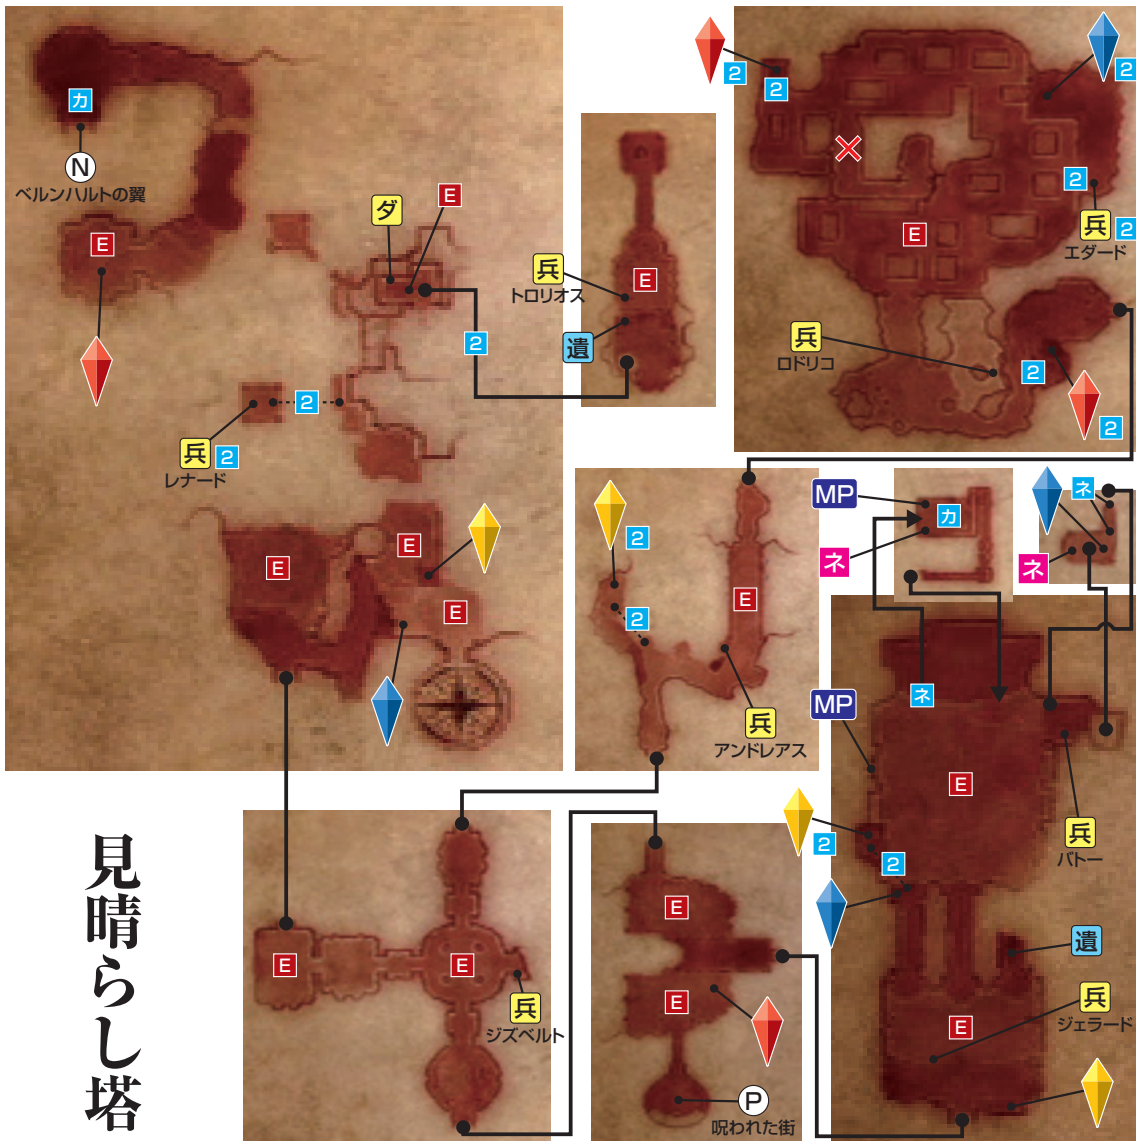 カ
N
ベルンハルトの翼
E
ダ
E
2
兵
トロリオス
E
遺
2
兵 2
レナード
E
E
E
2
2
2
E
2
兵 2
エダード
兵
ロドリコ
2
2
2
2
E
兵
アンドレアス
MP
カ
ネ
ネ
ネ
ネ
MP
E
兵
バトー
2
2
遺
兵
ジェラード
E
E
E
兵
ジズベルト
E
E
P
呪われた街
見晴らし塔